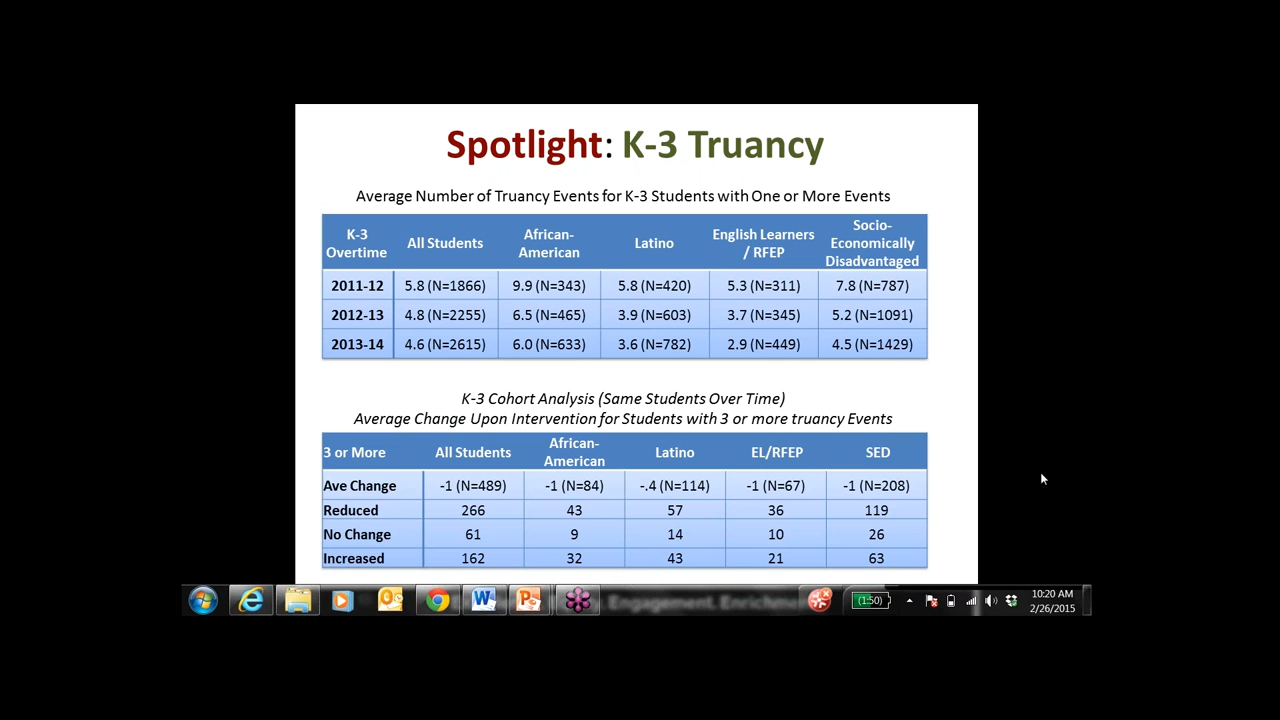 Spotlight: K-3 Truancy
Average Number of Truancy Events for K-3 Students with One or More Events
K-3 Overtime All Students African-American Latino English Learners / RFEP Socio-Economically Disadvantaged
2011-12 5.8 (N=1866) 9.9 (N=343) 5.8 (N=420) 5.3 (N=311) 7.8 (N=787)
2012-13 4.8 (N=2255) 6.5 (N=465) 3.9 (N=603) 3.7 (N=345) 5.2 (N=1091)
2013-14 4.6 (N=2615) 6.0 (N=633) 3.6 (N=782) 2.9 (N=449) 4.5 (N=1429)
K-3 Cohort Analysis (Same Students Over Time)
Average Change Upon Intervention for Students with 3 or more truancy Events
3 or More All Students African-American Latino EL/RFEP SED
Ave Change -1 (N=489) -1 (N=84) -.4 (N=114) -1 (N=67) -1 (N=208)
Reduced 266 43 57 36 119
No Change 61 9 14 10 26
Increased 162 32 43 21 63
Engagement. Enrichme
(1:50)
10:20 AM
2/26/2015